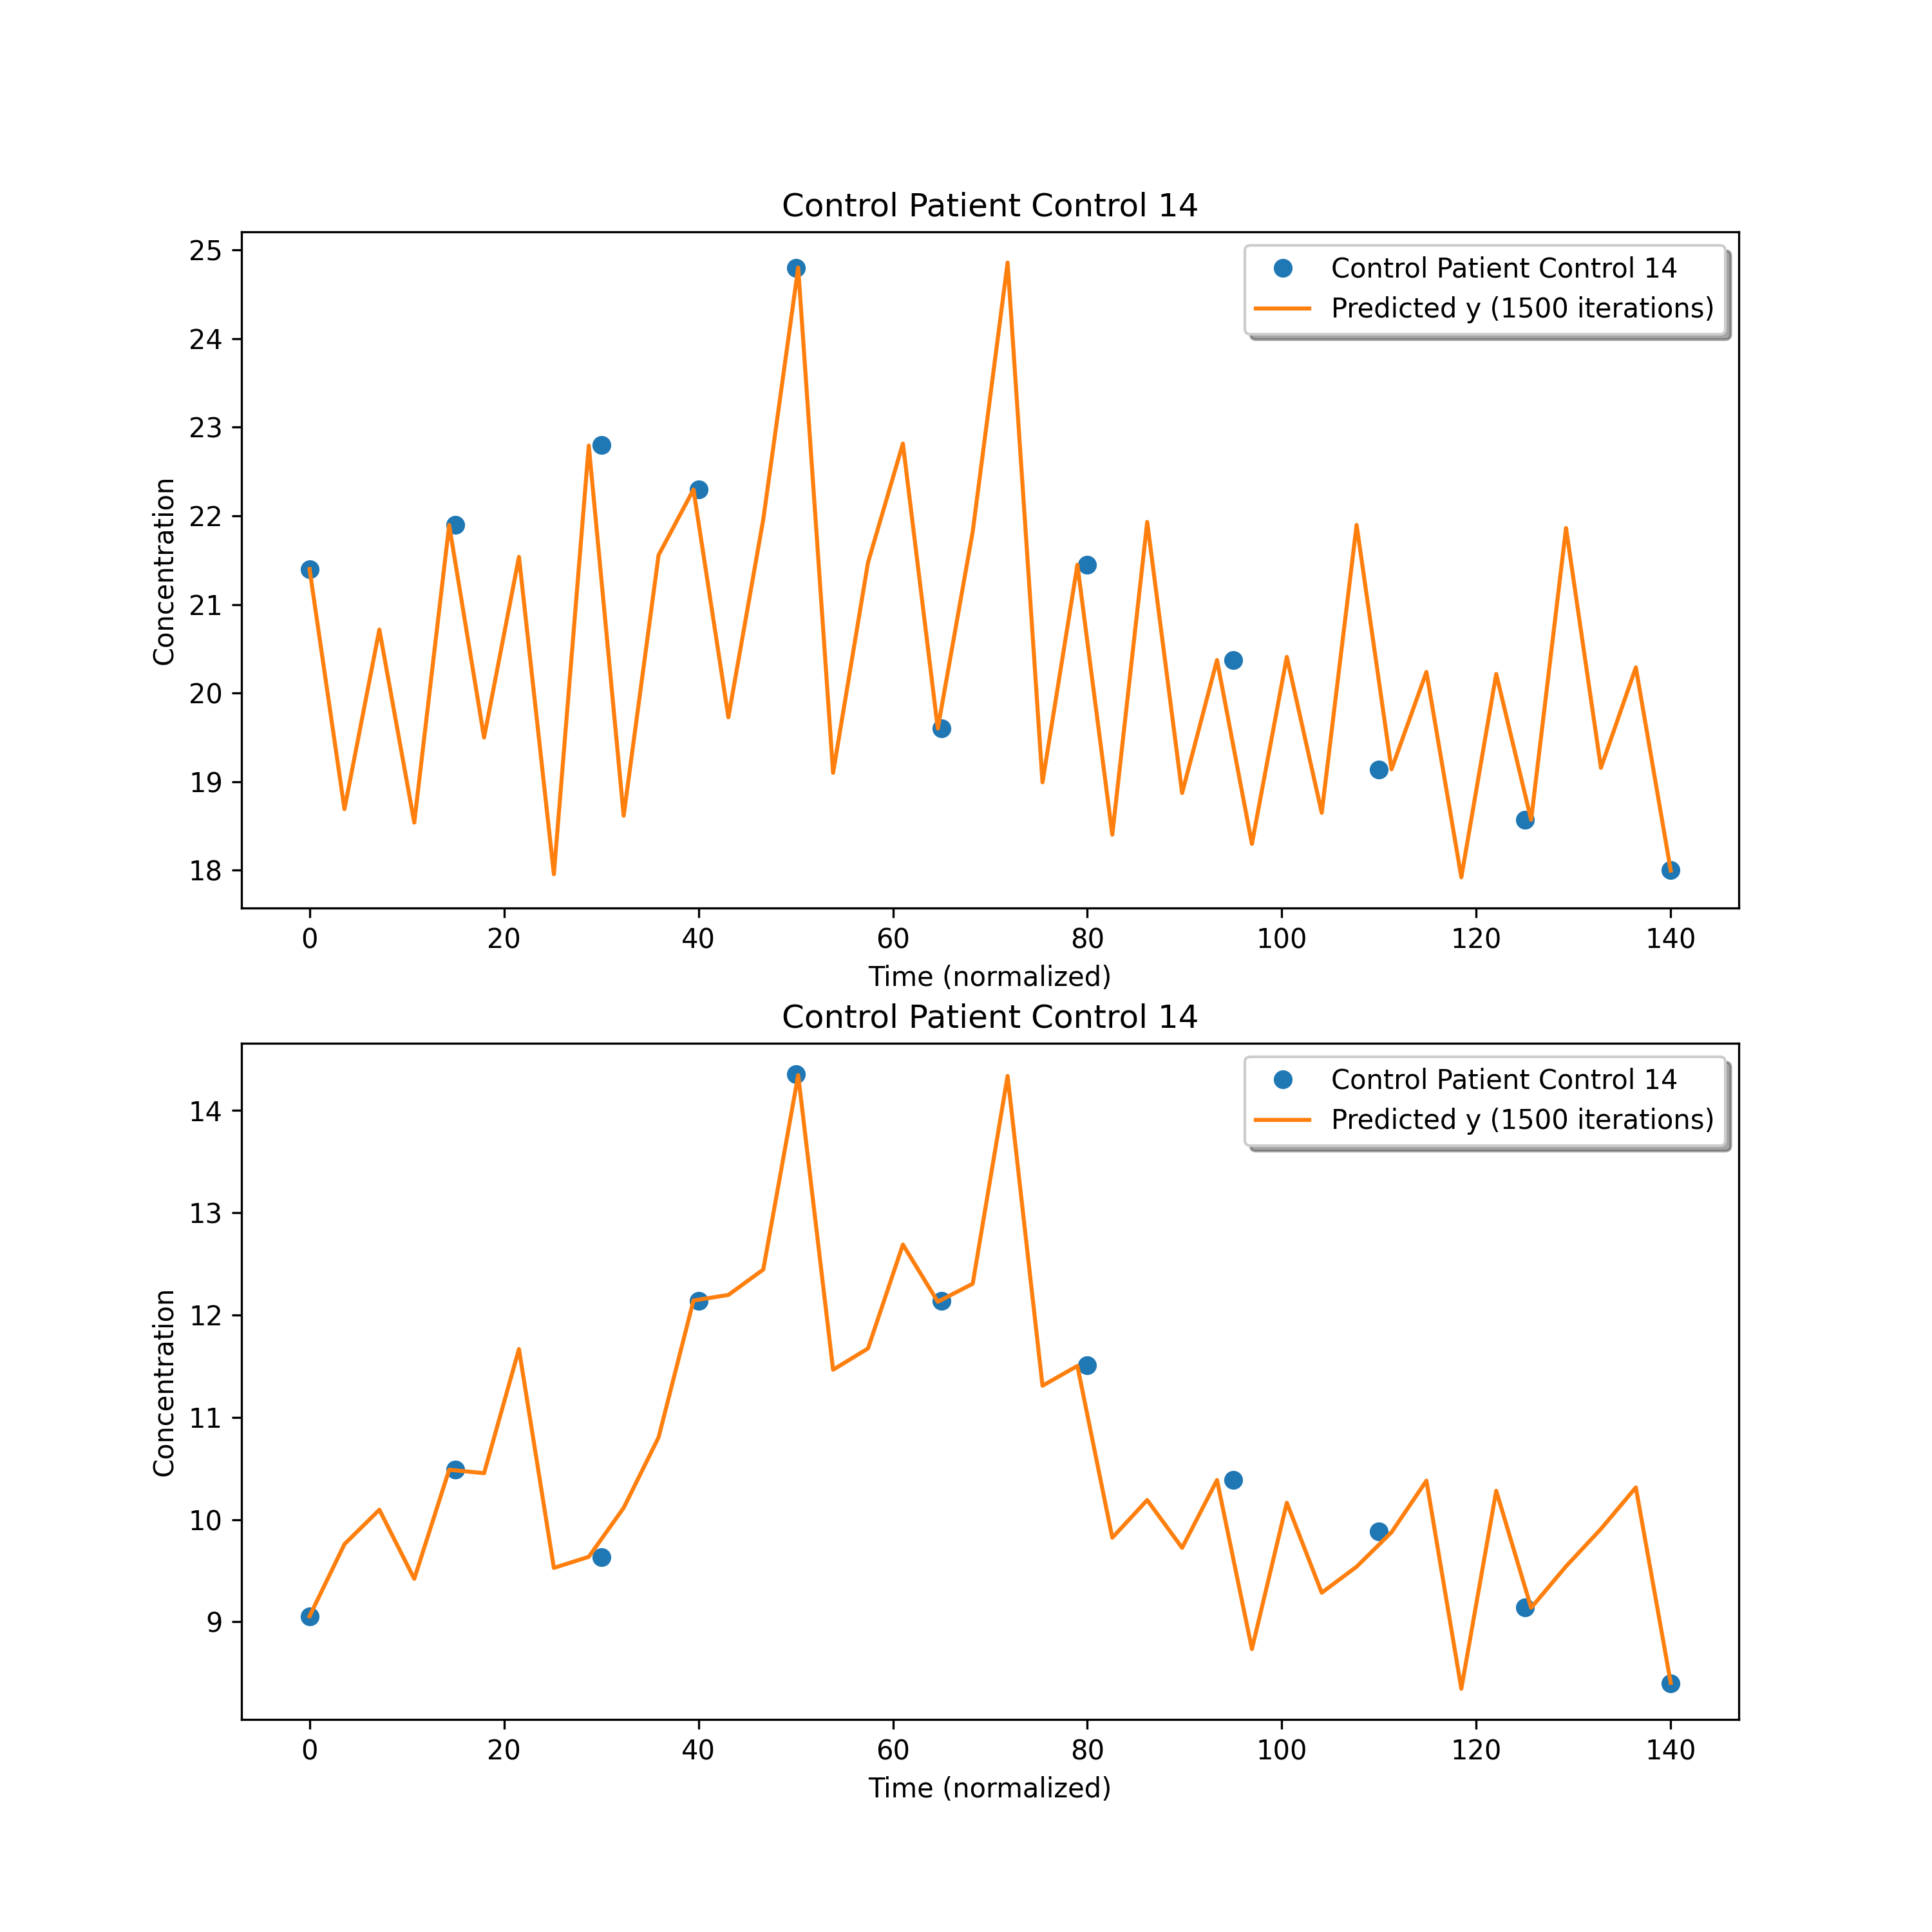 Control Patient Control 14
Control Patient Control 14
Predicted y (1500 iterations)
25
24
23
22
21
20
19
18
Concentration
0 20 40 60 80 100 120 140
Time (normalized)
Control Patient Control 14
Control Patient Control 14
Predicted y (1500 iterations)
14
13
12
11
10
9
Concentration
0 20 40 60 80 100 120 140
Time (normalized)